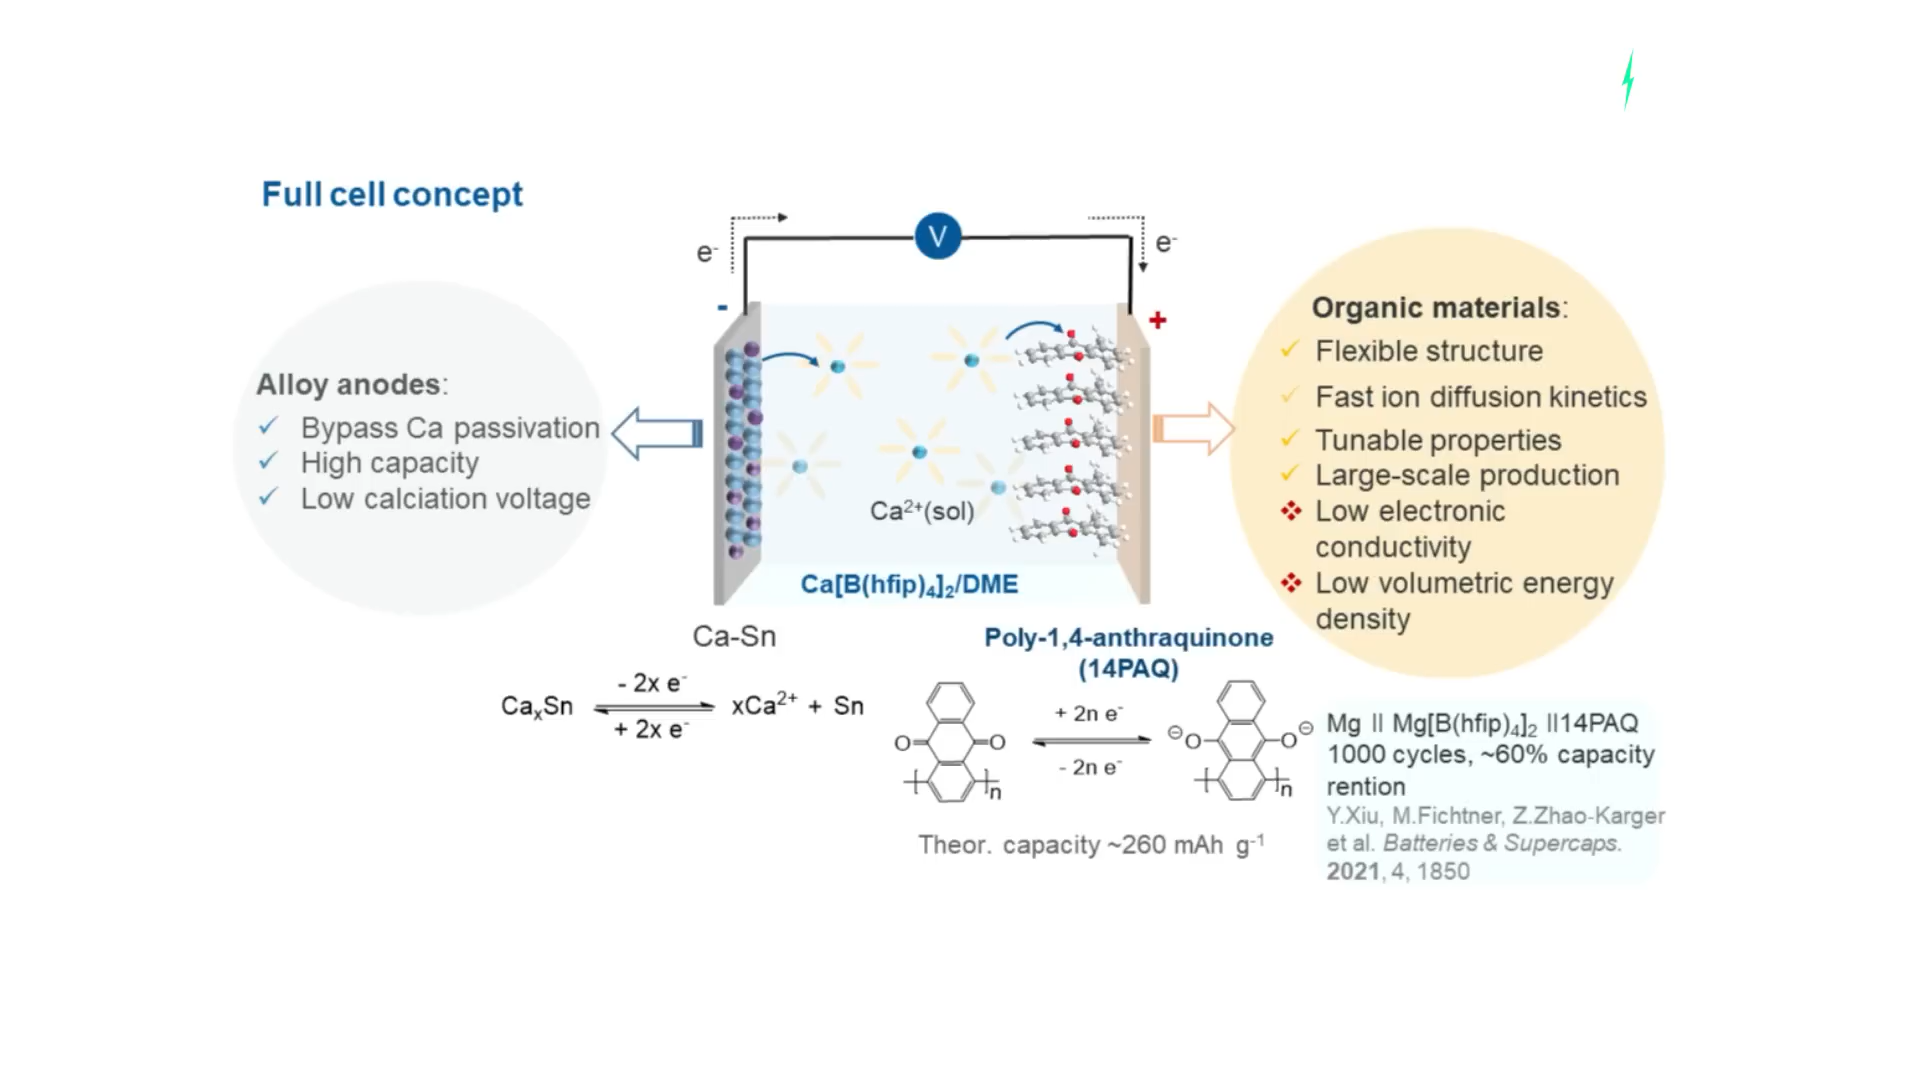 Full cell concept
e⁻
V
e⁻
-
+
Alloy anodes:
✓ Bypass Ca passivation
✓ High capacity
✓ Low calciation voltage
Ca²⁺(sol)
Ca[B(hfip)₄]₂/DME
Organic materials:
✓ Flexible structure
✓ Fast ion diffusion kinetics
✓ Tunable properties
✓ Large-scale production
❖ Low electronic
conductivity
❖ Low volumetric energy
density
Ca-Sn
- 2x e⁻
CaₓSn ⇌ xCa²⁺ + Sn
+ 2x e⁻
Poly-1,4-anthraquinone
(14PAQ)
+ 2n e⁻
O O ⊖O O⊖
- 2n e⁻
n n
Theor. capacity ~260 mAh g⁻¹
Mg II Mg[B(hfip)₄]₂ II14PAQ
1000 cycles, ~60% capacity
rention
Y.Xiu, M.Fichtner, Z.Zhao-Karger
et al. Batteries & Supercaps.
2021, 4, 1850